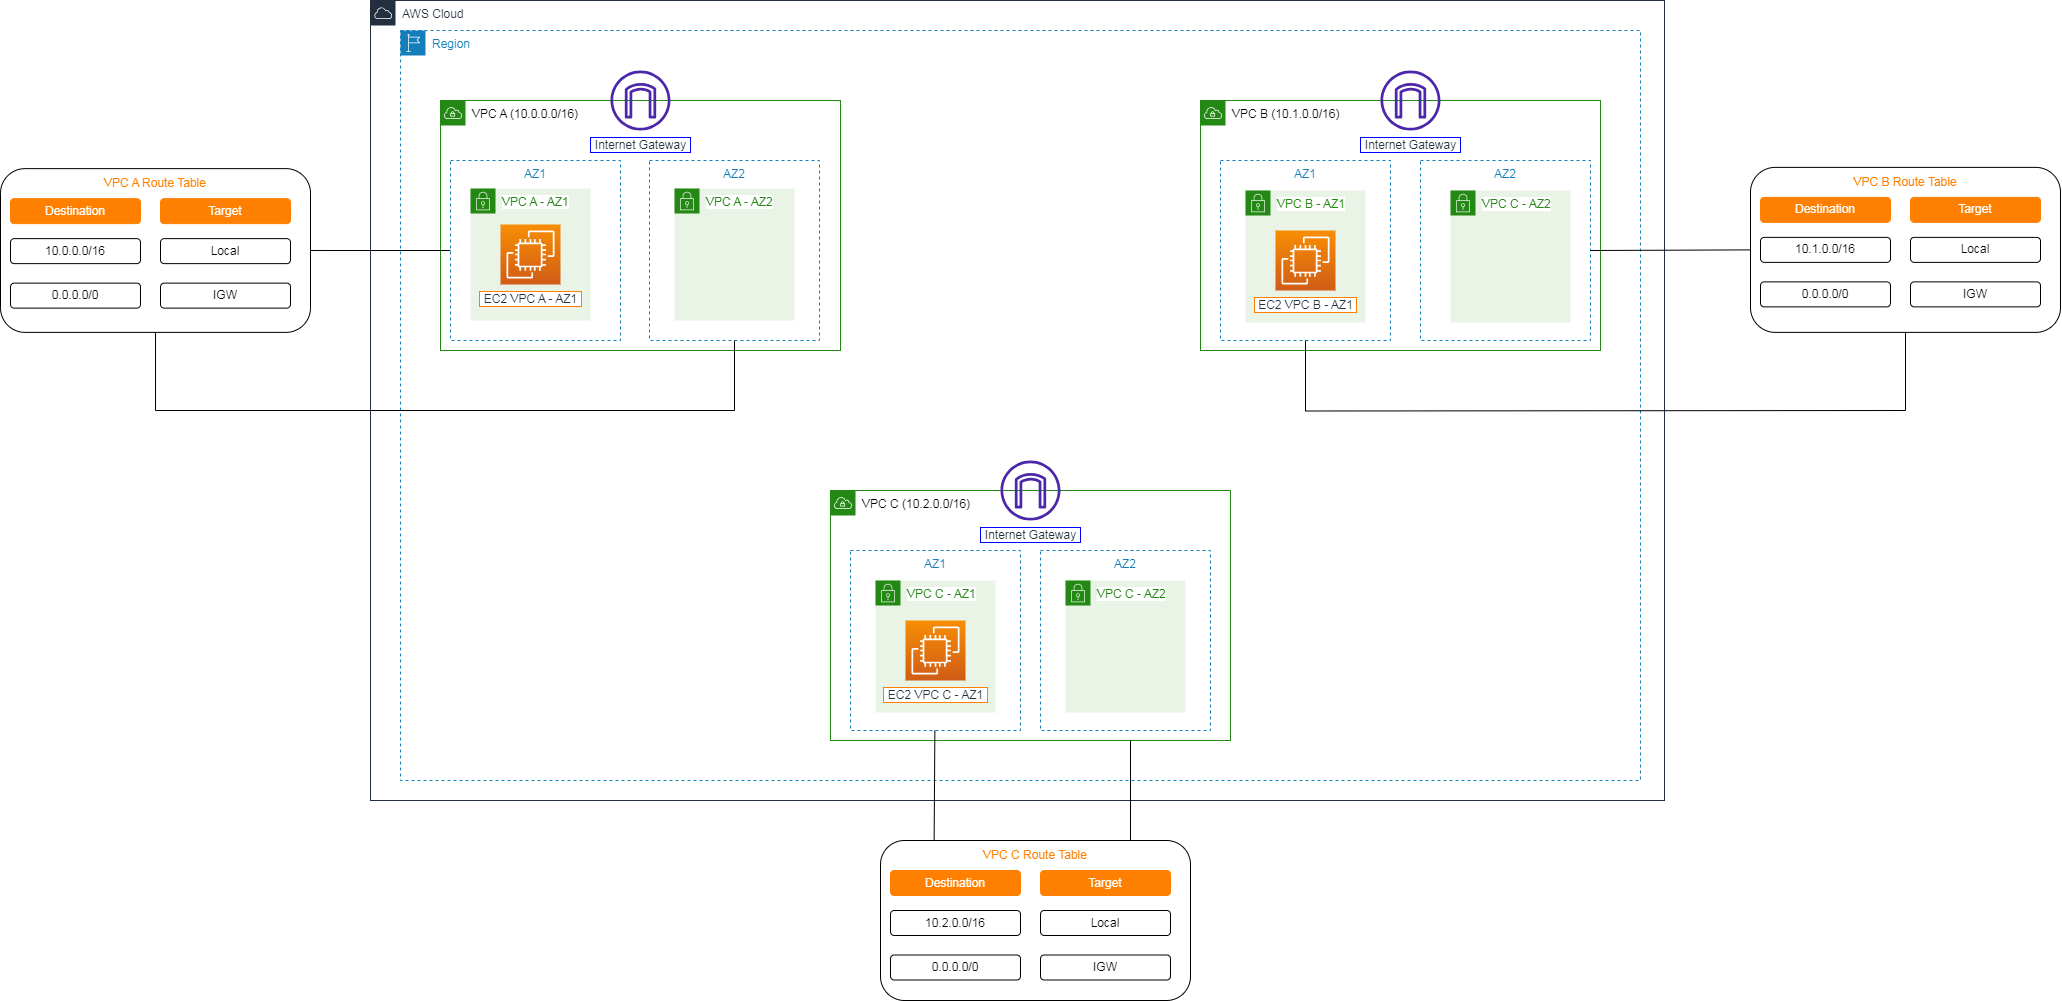 AWS Cloud
Region
VPC A (10.0.0.0/16)
Internet Gateway
AZ1
AZ2
VPC A - AZ1
VPC A - AZ2
EC2 VPC A - AZ1
VPC B (10.1.0.0/16)
Internet Gateway
AZ1
AZ2
VPC B - AZ1
VPC C - AZ2
EC2 VPC B - AZ1
VPC A Route Table
Destination Target
10.0.0.0/16 Local
0.0.0.0/0 IGW
VPC B Route Table
Destination Target
10.1.0.0/16 Local
0.0.0.0/0 IGW
VPC C (10.2.0.0/16)
Internet Gateway
AZ1
AZ2
VPC C - AZ1
VPC C - AZ2
EC2 VPC C - AZ1
VPC C Route Table
Destination Target
10.2.0.0/16 Local
0.0.0.0/0 IGW